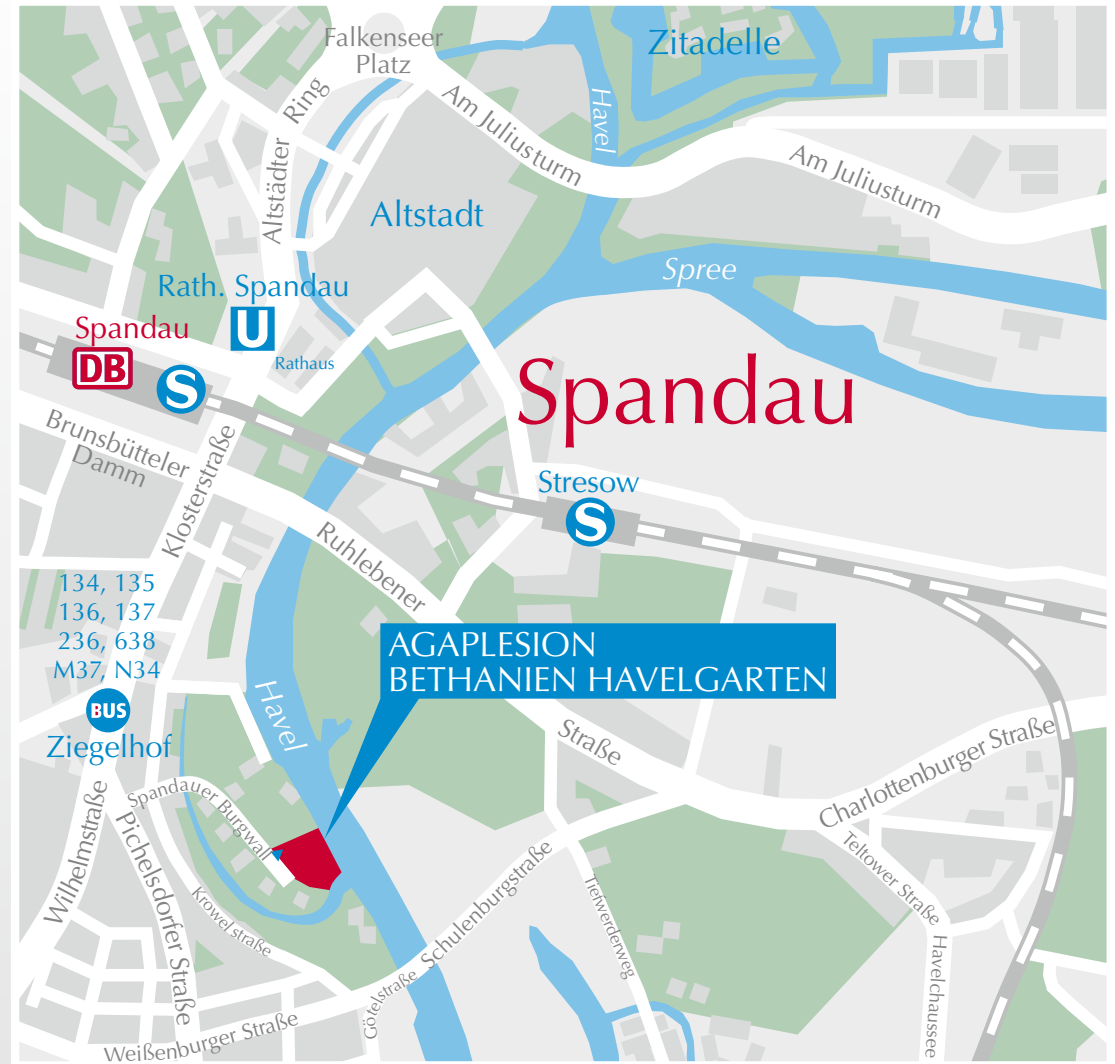 Falkenseer
Platz
Zitadelle
Altstädter Ring
Am Juliusturm
Havel
Am Juliusturm
Altstadt
Spree
Rath. Spandau
U
Rathaus
Spandau
DB
S
Spandau
Brunsbütteler
Damm
Klosterstraße
Stresow
S
Ruhlebener
134, 135
136, 137
236, 638
M37, N34
BUS
Ziegelhof
AGAPLESION
BETHANIEN HAVELGARTEN
Havel
Straße
Charlottenburger Straße
Spandauer Burgwall
Wilhelmstraße
Pichelsdorfer Straße
Krowelstraße
Schulenburgstraße
Tiefwerderweg
Teltower Straße
Havelchaussee
Götelstraße
Weißenburger Straße